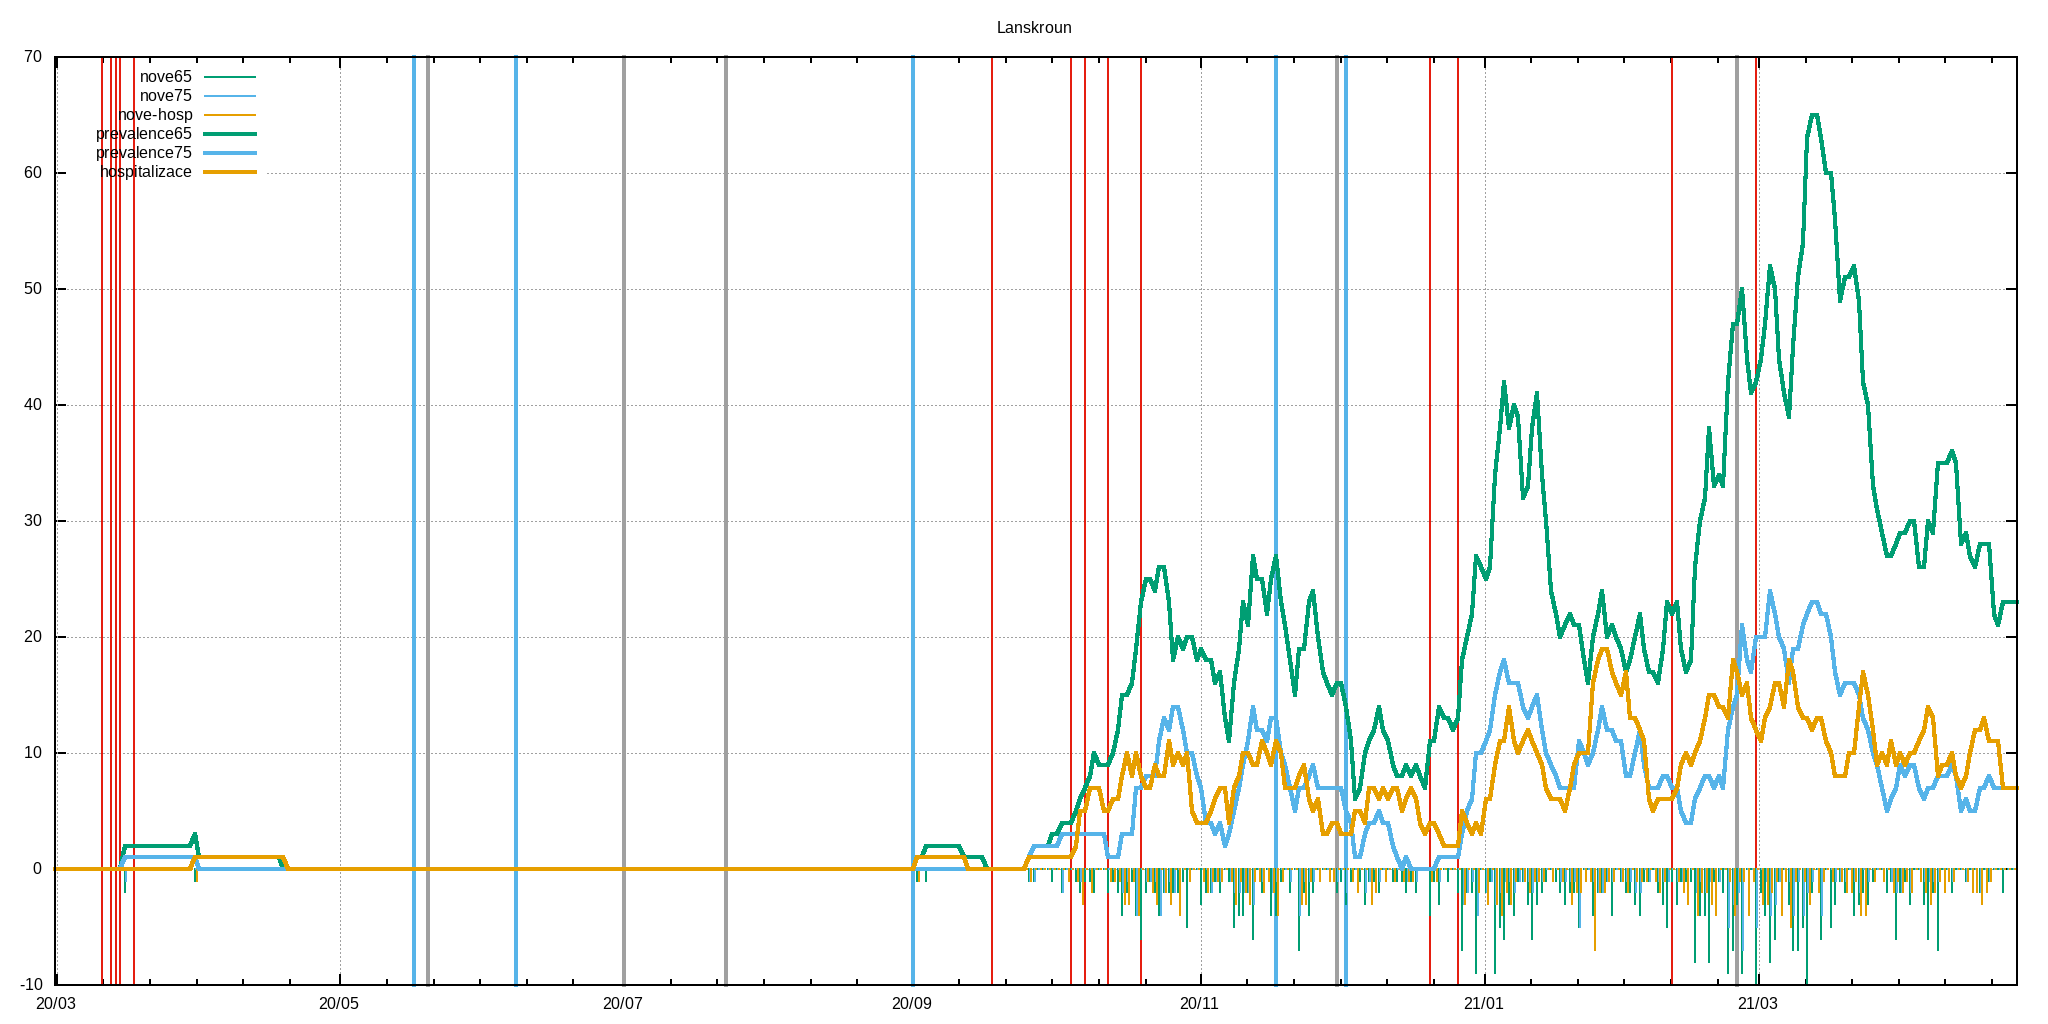 Lanskroun
70
60
50
40
30
20
10
0
-10
nove65
nove75
nove-hosp
prevalence65
prevalence75
hospitalizace
20/03 20/05 20/07 20/09 20/11 21/01 21/03